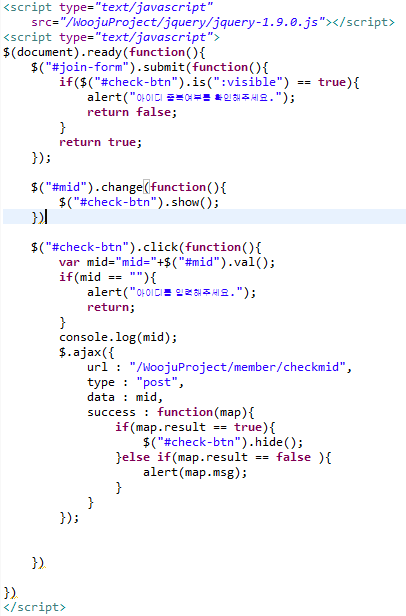 <script type="text/javascript"
    src="/WoojuProject/jquery/jquery-1.9.0.js"></script>
<script type="text/javascript">
$(document).ready(function(){
    $("#join-form").submit(function(){
        if($("#check-btn").is(":visible") == true){
            alert("아이디 중복여부를 확인해주세요.");
            return false;
        }
        return true;
    });

    $("#mid").change(function(){
        $("#check-btn").show();
    })

    $("#check-btn").click(function(){
        var mid="mid="+$("#mid").val();
        if(mid == ""){
            alert("아이디를 입력해주세요.");
            return;
        }
        console.log(mid);
        $.ajax({
            url : "/WoojuProject/member/checkmid",
            type : "post",
            data : mid,
            success : function(map){
                if(map.result == true){
                    $("#check-btn").hide();
                }else if(map.result == false ){
                    alert(map.msg);
                }
            }
        });


    })

})
</script>